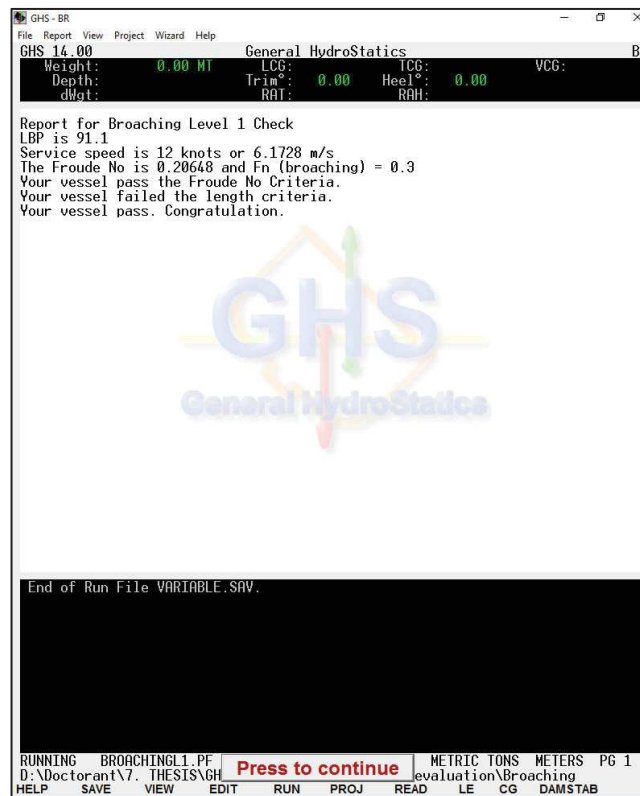 GHS - BR
File Report View Project Wizard Help
GHS 14.00 General HydroStatics B
Weight: 0.00 MT LCG: TCG: VCG:
Depth: Trim°: 0.00 Heel°: 0.00
dWgt: RAT: RAH:
Report for Broaching Level 1 Check
LBP is 91.1
Service speed is 12 knots or 6.1728 m/s
The Froude No is 0.20648 and Fn (broaching) = 0.3
Your vessel pass the Froude No Criteria.
Your vessel failed the length criteria.
Your vessel pass. Congratulation.
GHS
General HydroStatics
End of Run File VARIABLE.SAV.
RUNNING BROACHINGL1.PF Press to continue METRIC TONS METERS PG 1
D:\Doctorant\7. THESIS\GH evaluation\Broaching
HELP SAVE VIEW EDIT RUN PROJ READ LE CG DAMSTAB